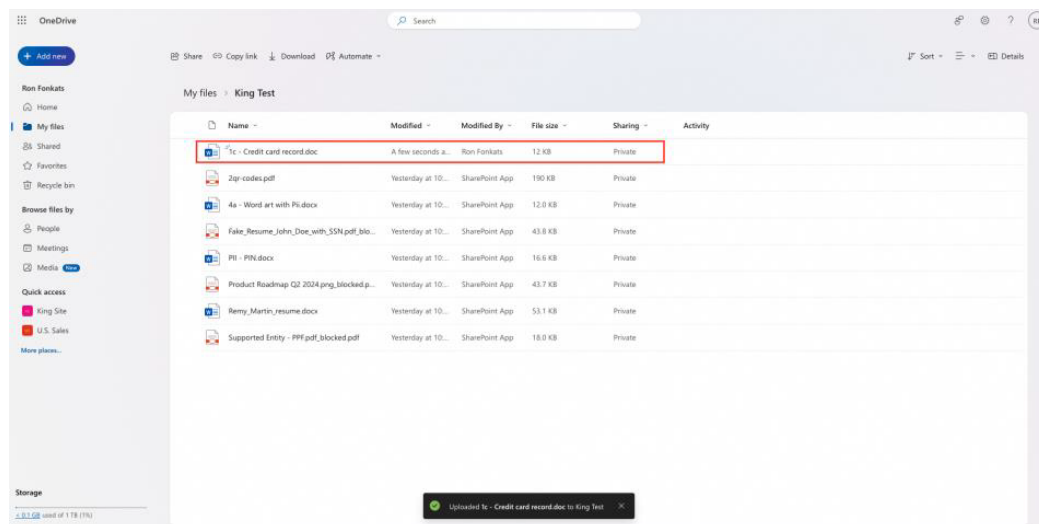 OneDrive
Search
?
+ Add new
Share Copy link Download Automate
Sort Details
Ron Fonkats
Home
My files
Shared
Favorites
Recycle bin
Browse files by
People
Meetings
Media New
Quick access
King Site
U.S. Sales
More places...
My files > King Test
Name Modified Modified By File size Sharing Activity
1c - Credit card record.doc A few seconds a... Ron Fonkats 12 KB Private
2qr-codes.pdf Yesterday at 10:... SharePoint App 190 KB Private
4a - Word art with Pii.docx Yesterday at 10:... SharePoint App 12.0 KB Private
Fake_Resume_John_Doe_with_SSN.pdf_blo... Yesterday at 10:... SharePoint App 43.8 KB Private
PII - PIN.docx Yesterday at 10:... SharePoint App 16.6 KB Private
Product Roadmap Q2 2024.png_blocked.p... Yesterday at 10:... SharePoint App 43.7 KB Private
Remy_Martin_resume.docx Yesterday at 10:... SharePoint App 53.1 KB Private
Supported Entity - PPF.pdf_blocked.pdf Yesterday at 10:... SharePoint App 18.0 KB Private
Storage
< 0.1 GB used of 1 TB (1%)
Uploaded 1c - Credit card record.doc to King Test